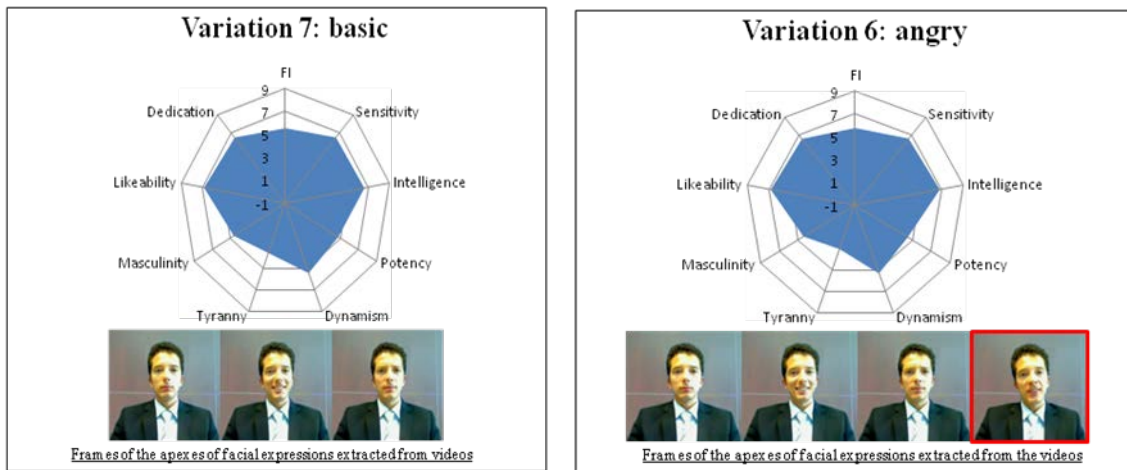 Variation 7: basic
FI
9
7
5
3
1
-1
Sensitivity
Intelligence
Potency
Dynamism
Tyranny
Masculinity
Likeability
Dedication
Frames of the apexes of facial expressions extracted from videos
Variation 6: angry
FI
9
7
5
3
1
-1
Sensitivity
Intelligence
Potency
Dynamism
Tyranny
Masculinity
Likeability
Dedication
Frames of the apexes of facial expressions extracted from the videos